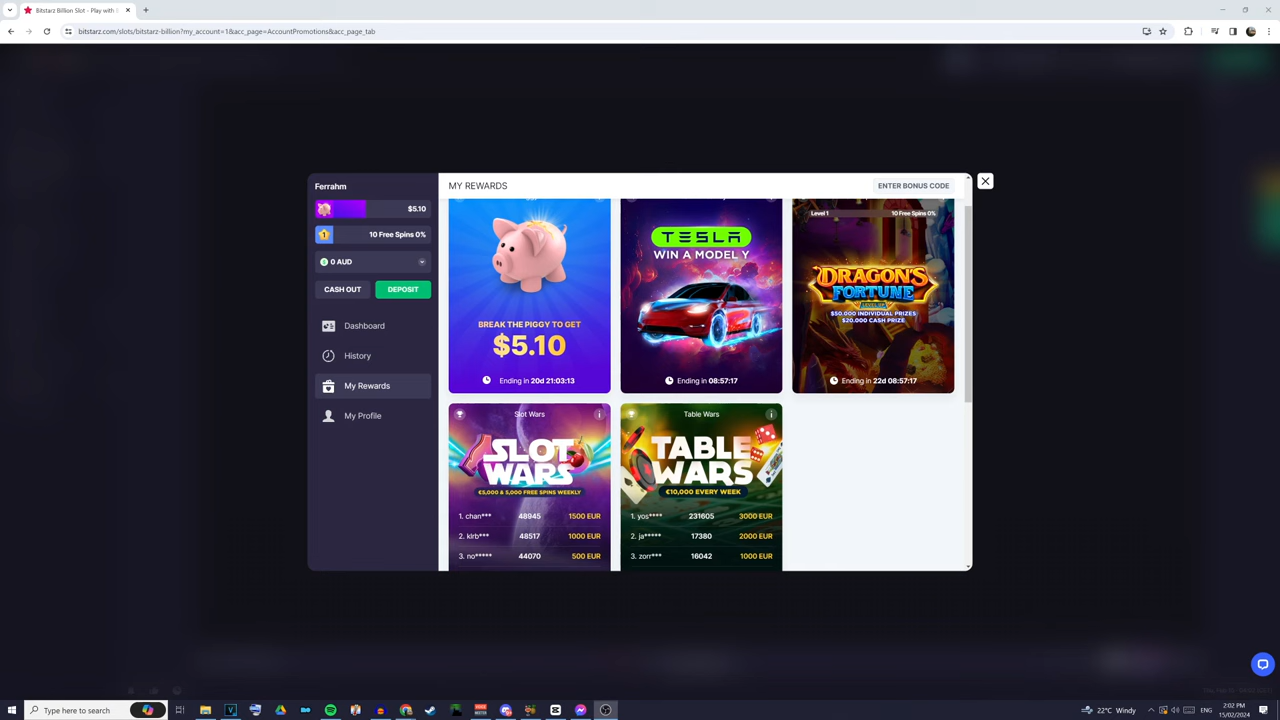 Bitstarz Billion Slot - Play with
bitstarz.com/slots/bitstarz-billion?my_account=1&acc_page=AccountPromotions&acc_page_tab
Ferrahm
MY REWARDS
ENTER BONUS CODE
$5.10
1
10 Free Spins 0%
0 AUD
CASH OUT
DEPOSIT
Dashboard
History
My Rewards
My Profile
BREAK THE PIGGY TO GET
$5.10
Ending in 20d 21:03:13
TESLA
WIN A MODEL Y
Ending in 08:57:17
Level 1
10 Free Spins 0%
DRAGON'S
FORTUNE
LEVEL UP
$50.000 INDIVIDUAL PRIZES
$20.000 CASH PRIZE
Ending in 22d 08:57:17
Slot Wars
SLOT
WARS
€5,000 & 5,000 FREE SPINS WEEKLY
1. chan*** 48945 1500 EUR
2. klrb*** 48517 1000 EUR
3. no***** 44070 500 EUR
Table Wars
TABLE
WARS
€10,000 EVERY WEEK
1. yos**** 231605 3000 EUR
2. ja***** 17380 2000 EUR
3. zorr*** 16042 1000 EUR
Type here to search
22°C Windy
ENG
2:02 PM
15/02/2024